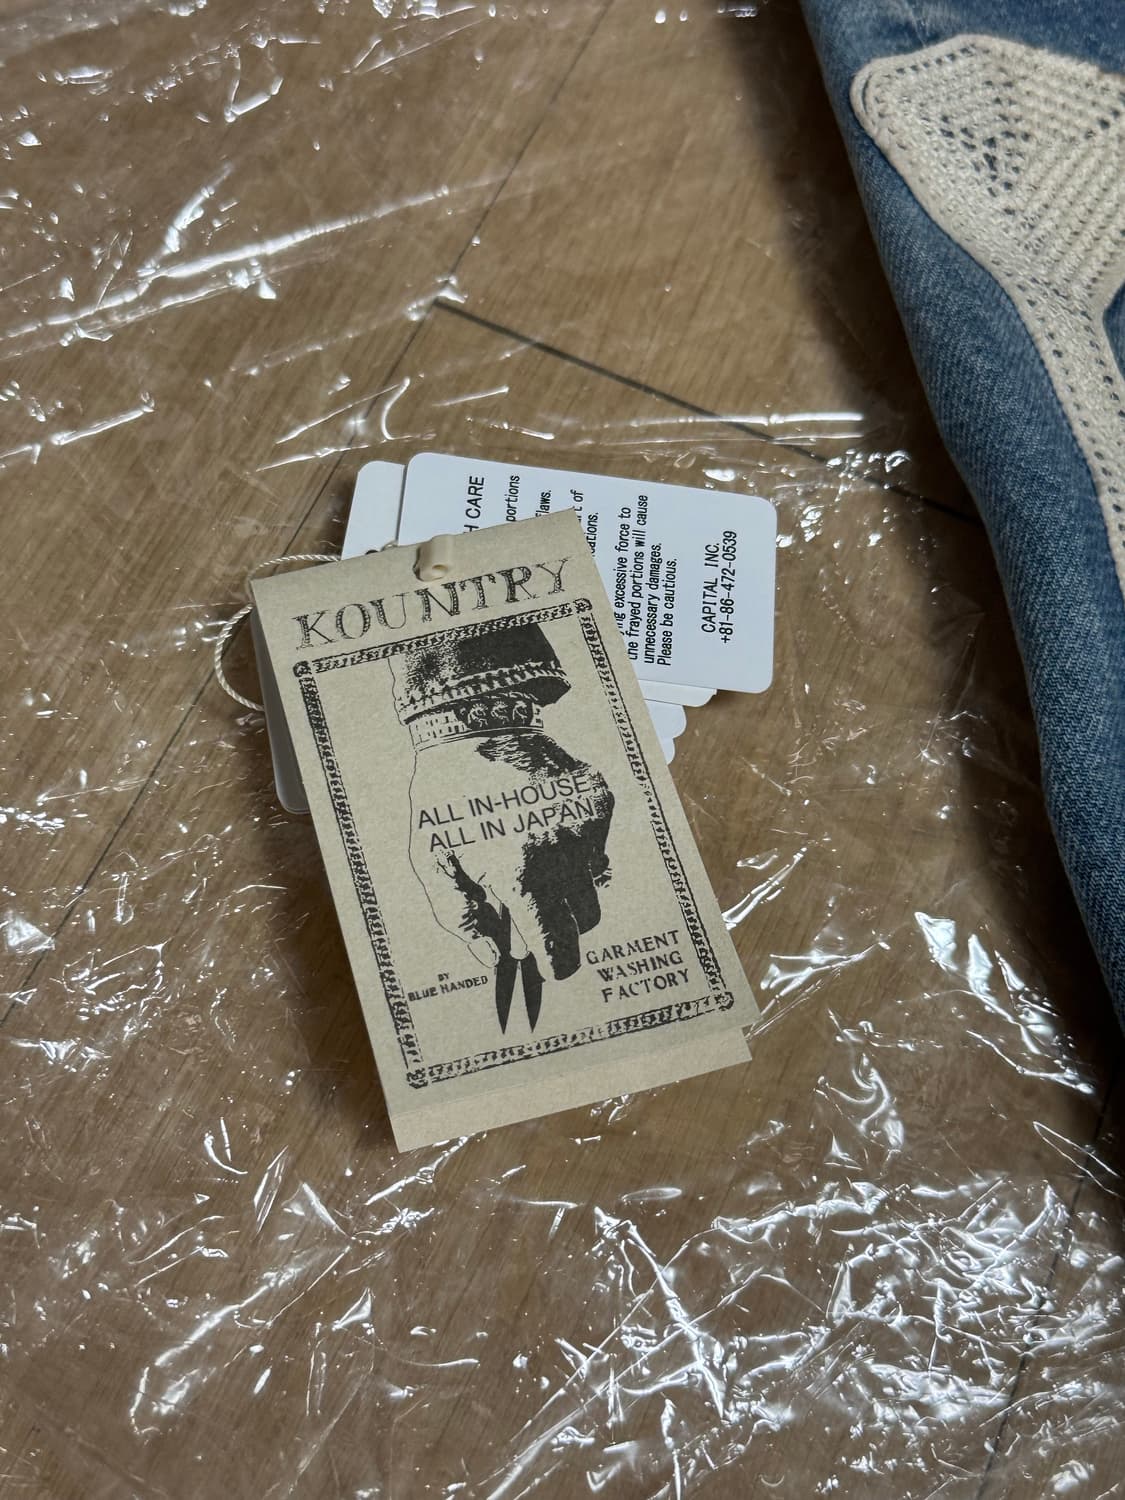 KOUNTRY
ALL IN-HOUSE
ALL IN JAPAN
BY
BLUE HANDED
GARMENT
WASHING
FACTORY
CARE
portions
flaws.
of
excessive force to
the frayed portions will cause
unnecessary damages.
Please be cautious.
CAPITAL INC.
+81-86-472-0539